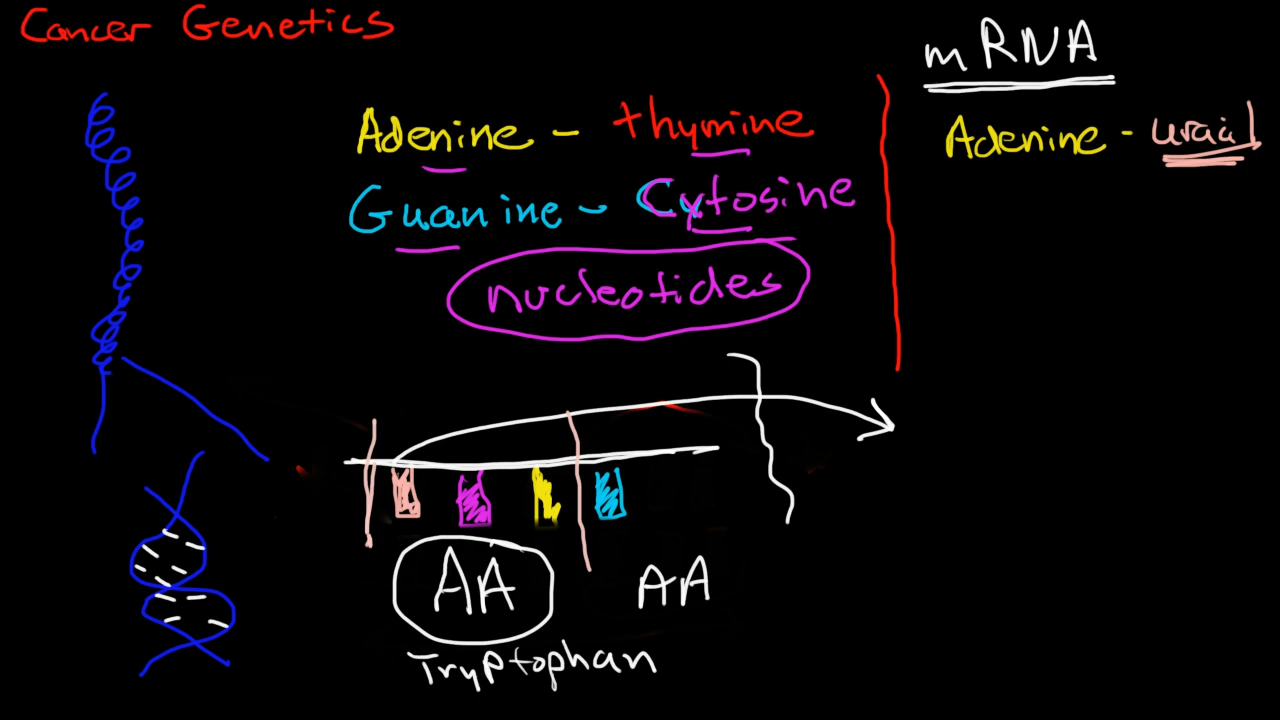 Cancer Genetics
mRNA
Adenine - thymine
Adenine - uracil
Guanine - Cytosine
nucleotides
AA
AA
Tryptophan